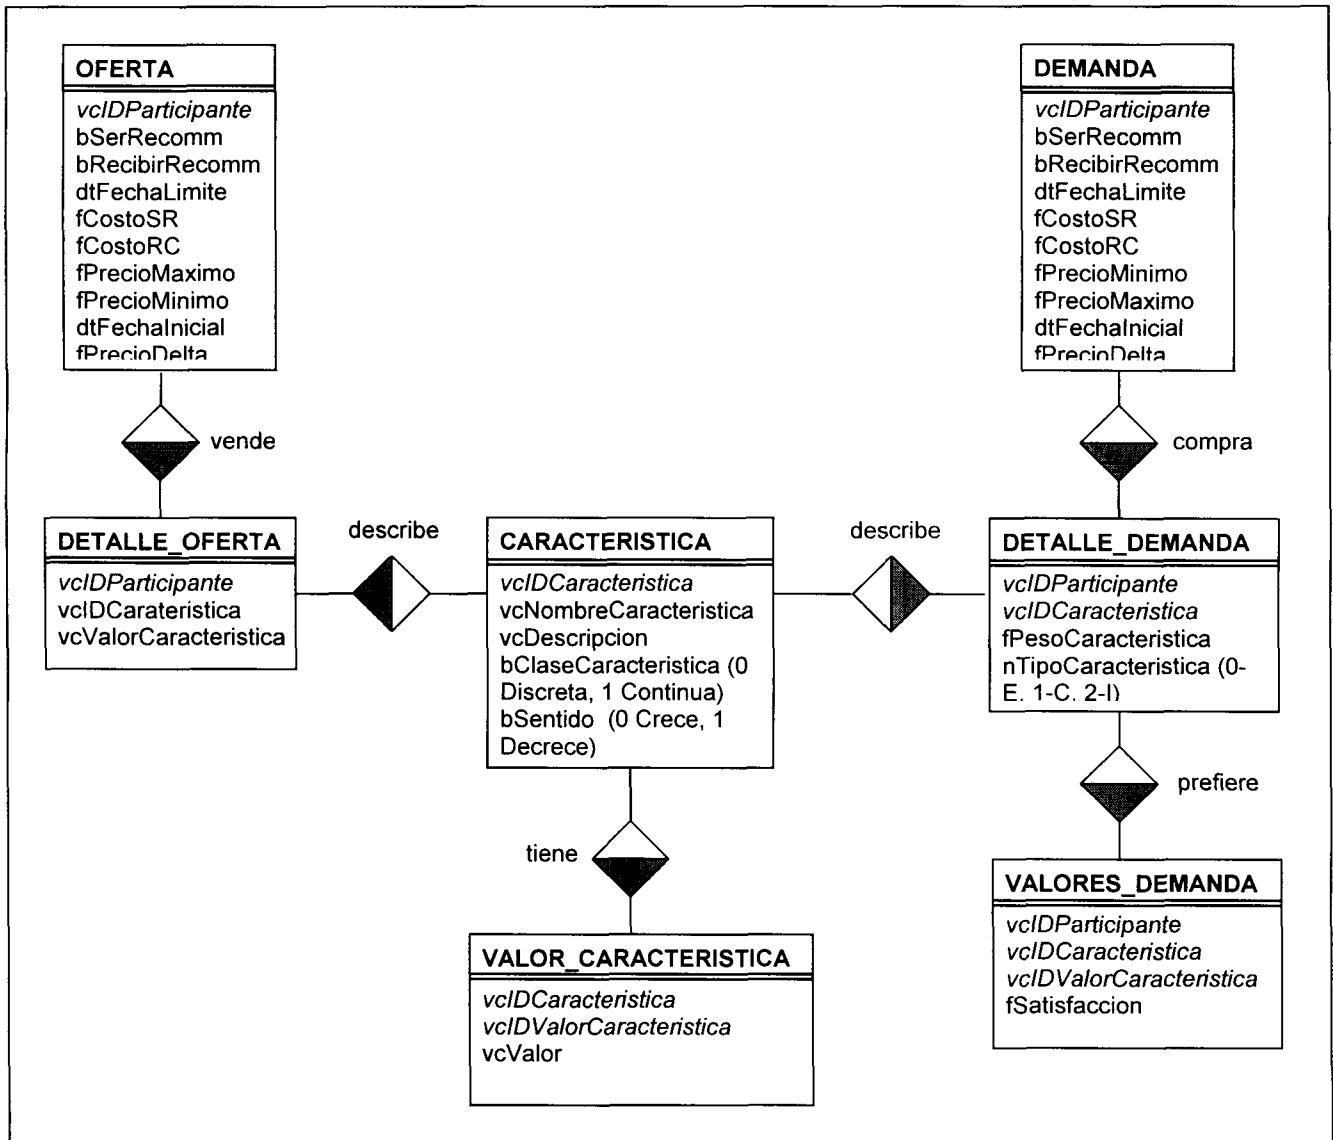 OFERTA
vcIDParticipante
bSerRecomm
bRecibirRecomm
dtFechaLimite
fCostoSR
fCostoRC
fPrecioMaximo
fPrecioMinimo
dtFechaInicial
fPrecioDelta
DEMANDA
vcIDParticipante
bSerRecomm
bRecibirRecomm
dtFechaLimite
fCostoSR
fCostoRC
fPrecioMinimo
fPrecioMaximo
dtFechaInicial
fPrecioDelta
vende
compra
DETALLE_OFERTA
vcIDParticipante
vcIDCarateristica
vcValorCaracteristica
describe
CARACTERISTICA
vcIDCaracteristica
vcNombreCaracteristica
vcDescripcion
bClaseCaracteristica (0
Discreta, 1 Continua)
bSentido (0 Crece, 1
Decrece)
describe
DETALLE_DEMANDA
vcIDParticipante
vcIDCaracteristica
fPesoCaracteristica
nTipoCaracteristica (0-
E, 1-C, 2-I)
tiene
prefiere
VALOR_CARACTERISTICA
vcIDCaracteristica
vcIDValorCaracteristica
vcValor
VALORES_DEMANDA
vcIDParticipante
vcIDCaracteristica
vcIDValorCaracteristica
fSatisfaccion